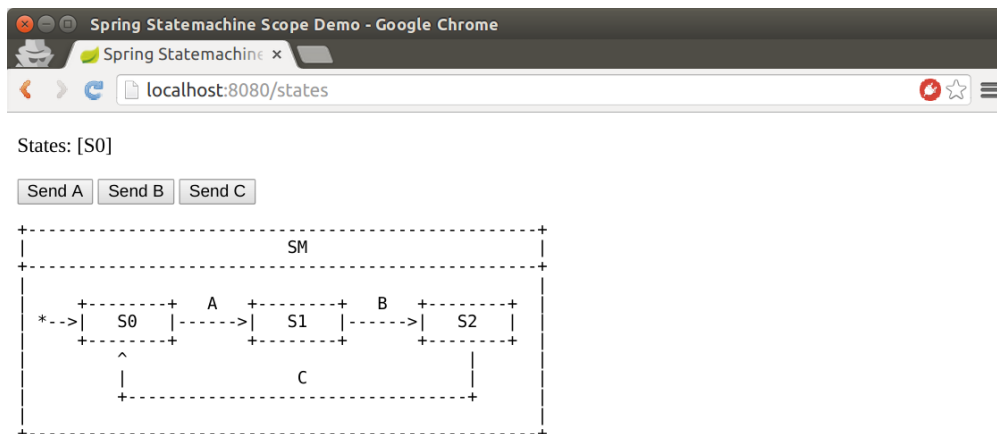 Spring Statemachine Scope Demo - Google Chrome
Spring Statemachine
localhost:8080/states
States: [S0]
Send A Send B Send C
+------------------------------------------------------+
|                          SM                          |
+------------------------------------------------------+
|                                                      |
|     +--------+   A   +--------+   B   +--------+     |
| *-->|   S0   |------>|   S1   |------>|   S2   |     |
|     +--------+       +--------+       +--------+     |
|         ^                                 |          |
|         |                 C               |          |
|         +---------------------------------+          |
|                                                      |
+------------------------------------------------------+